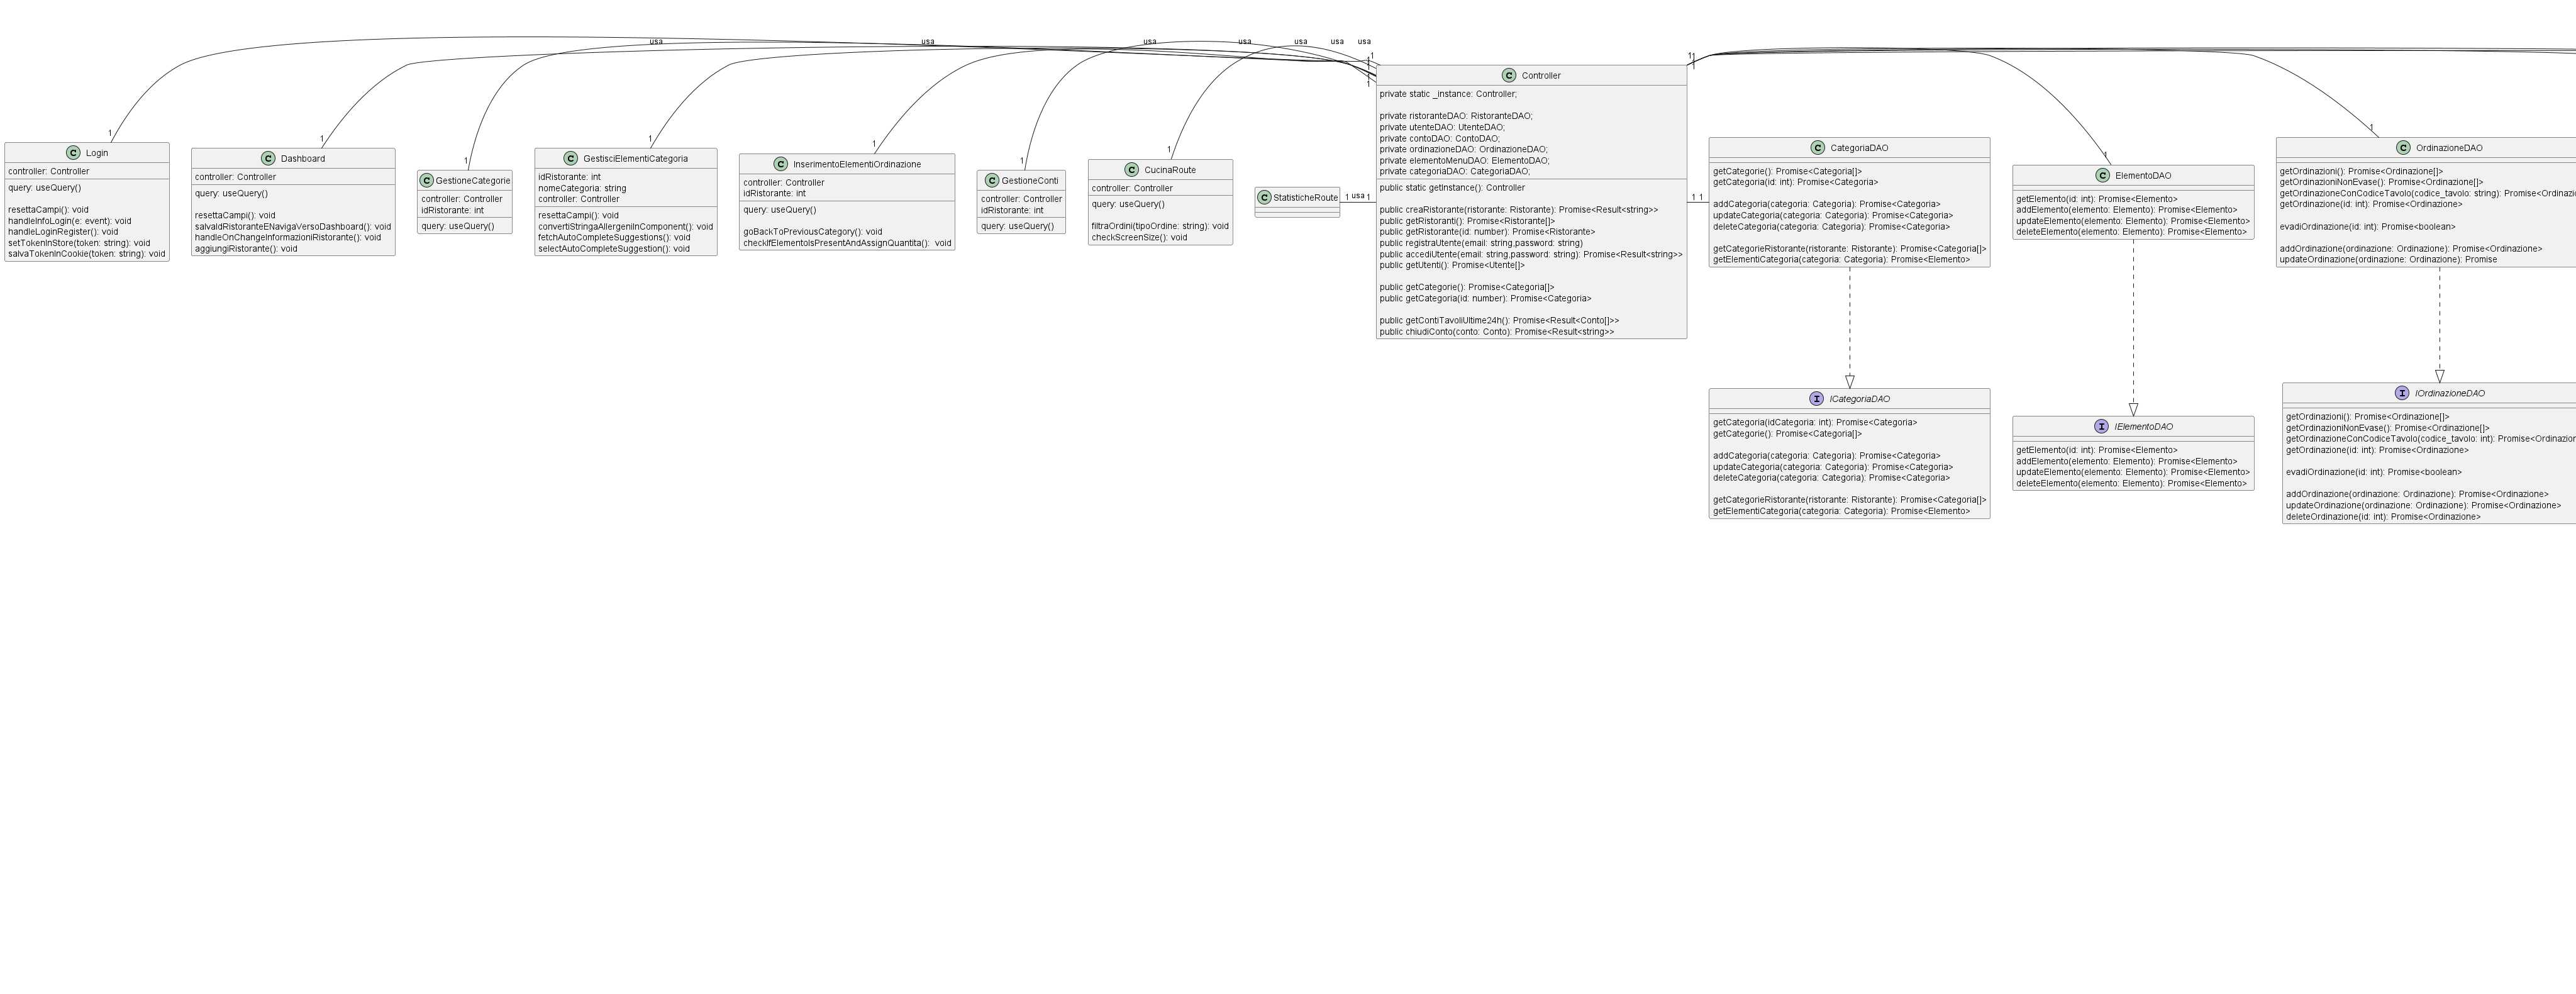 usa
usa
usa
usa
usa
usa
usa
C Login
controller: Controller
query: useQuery()
resettaCampi(): void
handleInfoLogin(e: event): void
handleLoginRegister(): void
setTokenInStore(token: string): void
salvaTokenInCookie(token: string): void
1
C Dashboard
controller: Controller
query: useQuery()
resettaCampi(): void
salvaIdRistoranteENavigaVersoDashboard(): void
handleOnChangeInformazioniRistorante(): void
aggiungiRistorante(): void
1
C GestioneCategorie
controller: Controller
idRistorante: int
query: useQuery()
1
C GestisciElementiCategoria
idRistorante: int
nomeCategoria: string
controller: Controller
resettaCampi(): void
convertiStringaAllergeniInComponent(): void
fetchAutoCompleteSuggestions(): void
selectAutoCompleteSuggestion(): void
1
C InserimentoElementiOrdinazione
controller: Controller
idRistorante: int
query: useQuery()
goBackToPreviousCategory(): void
checkIfElementoIsPresentAndAssignQuantita(): void
1
C GestioneConti
controller: Controller
idRistorante: int
query: useQuery()
1
C CucinaRoute
controller: Controller
query: useQuery()
filtraOrdini(tipoOrdine: string): void
checkScreenSize(): void
1
C StatisticheRoute
1 usa 1
C Controller
private static _instance: Controller;
private ristoranteDAO: RistoranteDAO;
private utenteDAO: UtenteDAO;
private contoDAO: ContoDAO;
private ordinazioneDAO: OrdinazioneDAO;
private elementoMenuDAO: ElementoDAO;
private categoriaDAO: CategoriaDAO;
public static getInstance(): Controller
public creaRistorante(ristorante: Ristorante): Promise<Result<string>>
public getRistoranti(): Promise<Ristorante[]>
public getRistorante(id: number): Promise<Ristorante>
public registraUtente(email: string,password: string)
public accediUtente(email: string,password: string): Promise<Result<string>>
public getUtenti(): Promise<Utente[]>
public getCategorie(): Promise<Categoria[]>
public getCategoria(id: number): Promise<Categoria>
public getContiTavoliUltime24h(): Promise<Result<Conto[]>>
public chiudiConto(conto: Conto): Promise<Result<string>>
1 1
C CategoriaDAO
getCategorie(): Promise<Categoria[]>
getCategoria(id: int): Promise<Categoria>
addCategoria(categoria: Categoria): Promise<Categoria>
updateCategoria(categoria: Categoria): Promise<Categoria>
deleteCategoria(categoria: Categoria): Promise<Categoria>
getCategorieRistorante(ristorante: Ristorante): Promise<Categoria[]>
getElementiCategoria(categoria: Categoria): Promise<Elemento>
1
C ElementoDAO
getElemento(id: int): Promise<Elemento>
addElemento(elemento: Elemento): Promise<Elemento>
updateElemento(elemento: Elemento): Promise<Elemento>
deleteElemento(elemento: Elemento): Promise<Elemento>
1
C OrdinazioneDAO
getOrdinazioni(): Promise<Ordinazione[]>
getOrdinazioniNonEvase(): Promise<Ordinazione[]>
getOrdinazioneConCodiceTavolo(codice_tavolo: string): Promise<Ordinazio
getOrdinazione(id: int): Promise<Ordinazione>
evadiOrdinazione(id: int): Promise<boolean>
addOrdinazione(ordinazione: Ordinazione): Promise<Ordinazione>
updateOrdinazione(ordinazione: Ordinazione): Promise
I ICategoriaDAO
getCategoria(idCategoria: int): Promise<Categoria>
getCategorie(): Promise<Categoria[]>
addCategoria(categoria: Categoria): Promise<Categoria>
updateCategoria(categoria: Categoria): Promise<Categoria>
deleteCategoria(categoria: Categoria): Promise<Categoria>
getCategorieRistorante(ristorante: Ristorante): Promise<Categoria[]>
getElementiCategoria(categoria: Categoria): Promise<Elemento>
I IElementoDAO
getElemento(id: int): Promise<Elemento>
addElemento(elemento: Elemento): Promise<Elemento>
updateElemento(elemento: Elemento): Promise<Elemento>
deleteElemento(elemento: Elemento): Promise<Elemento>
I IOrdinazioneDAO
getOrdinazioni(): Promise<Ordinazione[]>
getOrdinazioniNonEvase(): Promise<Ordinazione[]>
getOrdinazioneConCodiceTavolo(codice_tavolo: int): Promise<Ordinazion
getOrdinazione(id: int): Promise<Ordinazione>
evadiOrdinazione(id: int): Promise<boolean>
addOrdinazione(ordinazione: Ordinazione): Promise<Ordinazione>
updateOrdinazione(ordinazione: Ordinazione): Promise<Ordinazione>
deleteOrdinazione(id: int): Promise<Ordinazione>